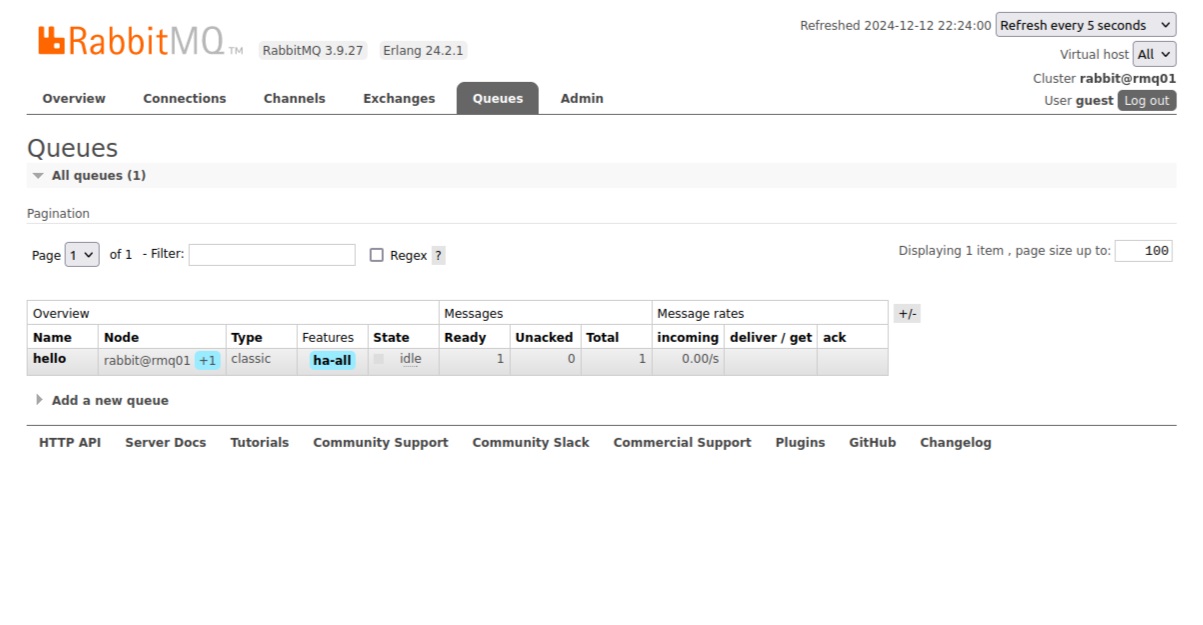 Refreshed 2024-12-12 22:24:00 Refresh every 5 seconds
RabbitMQ TM RabbitMQ 3.9.27 Erlang 24.2.1
Virtual host All
Cluster rabbit@rmq01
User guest Log out
Overview Connections Channels Exchanges Queues Admin
Queues
All queues (1)
Pagination
Page 1 of 1 - Filter: Regex ? Displaying 1 item , page size up to: 100
Overview Messages Message rates +/-
Name Node Type Features State Ready Unacked Total incoming deliver / get ack
hello rabbit@rmq01 +1 classic ha-all idle 1 0 1 0.00/s
Add a new queue
HTTP API Server Docs Tutorials Community Support Community Slack Commercial Support Plugins GitHub Changelog